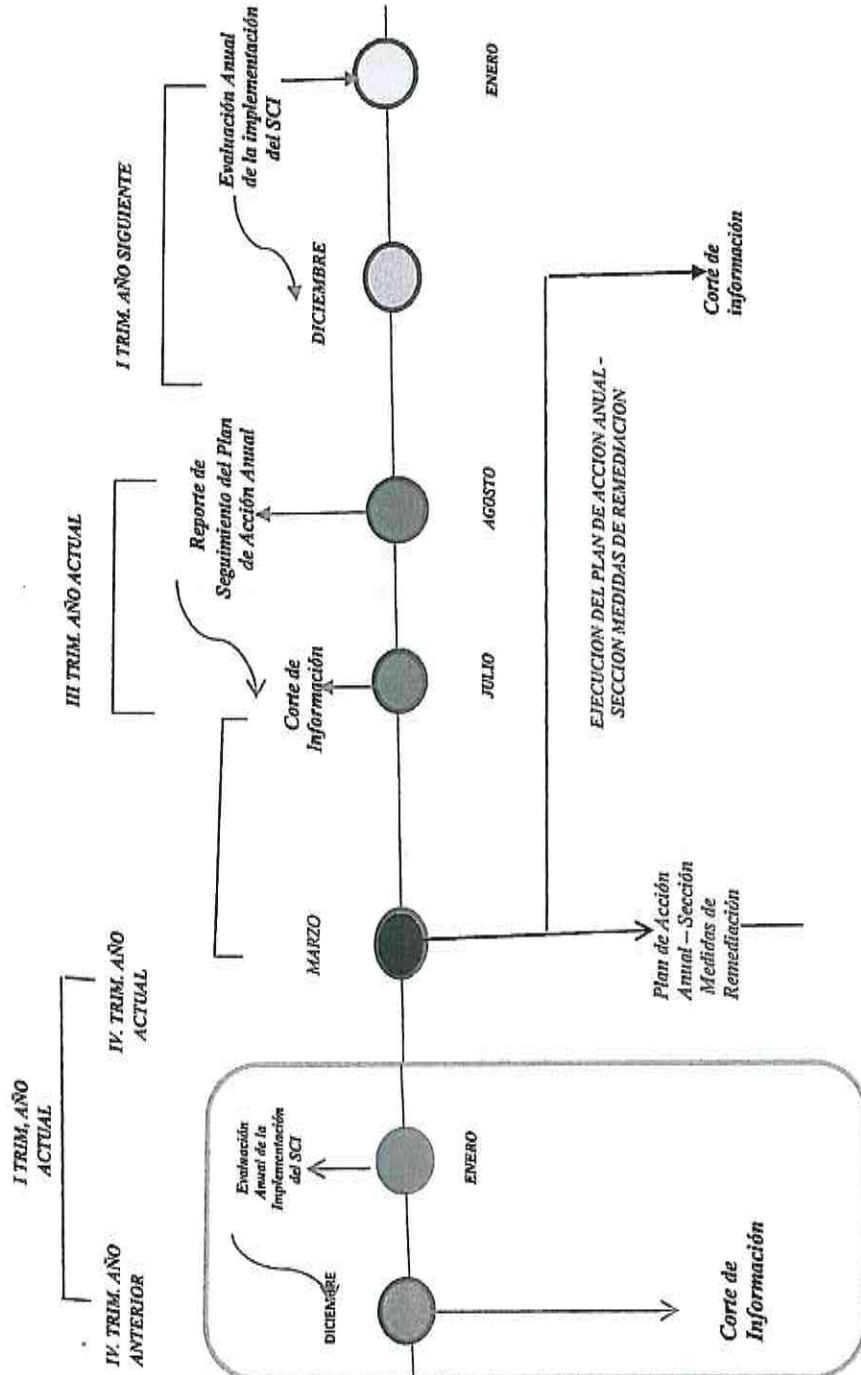 I TRIM, AÑO
ACTUAL
IV. TRIM. AÑO
ANTERIOR
IV. TRIM. AÑO
ACTUAL
III TRIM. AÑO ACTUAL
I TRIM. AÑO SIGUIENTE
Evaluación
Anual de la
Implementación
del SCI
DICIEMBRE
ENERO
Corte de
Información
MARZO
Plan de Acción
Anual – Sección
Medidas de
Remediación
Corte de
Información
JULIO
Reporte de
Seguimiento del Plan
de Acción Anual
AGOSTO
EJECUCION DEL PLAN DE ACCION ANUAL -
SECCION MEDIDAS DE REMEDIACION
DICIEMBRE
Corte de
información
Evaluación Anual
de la implementación
del SCI
ENERO